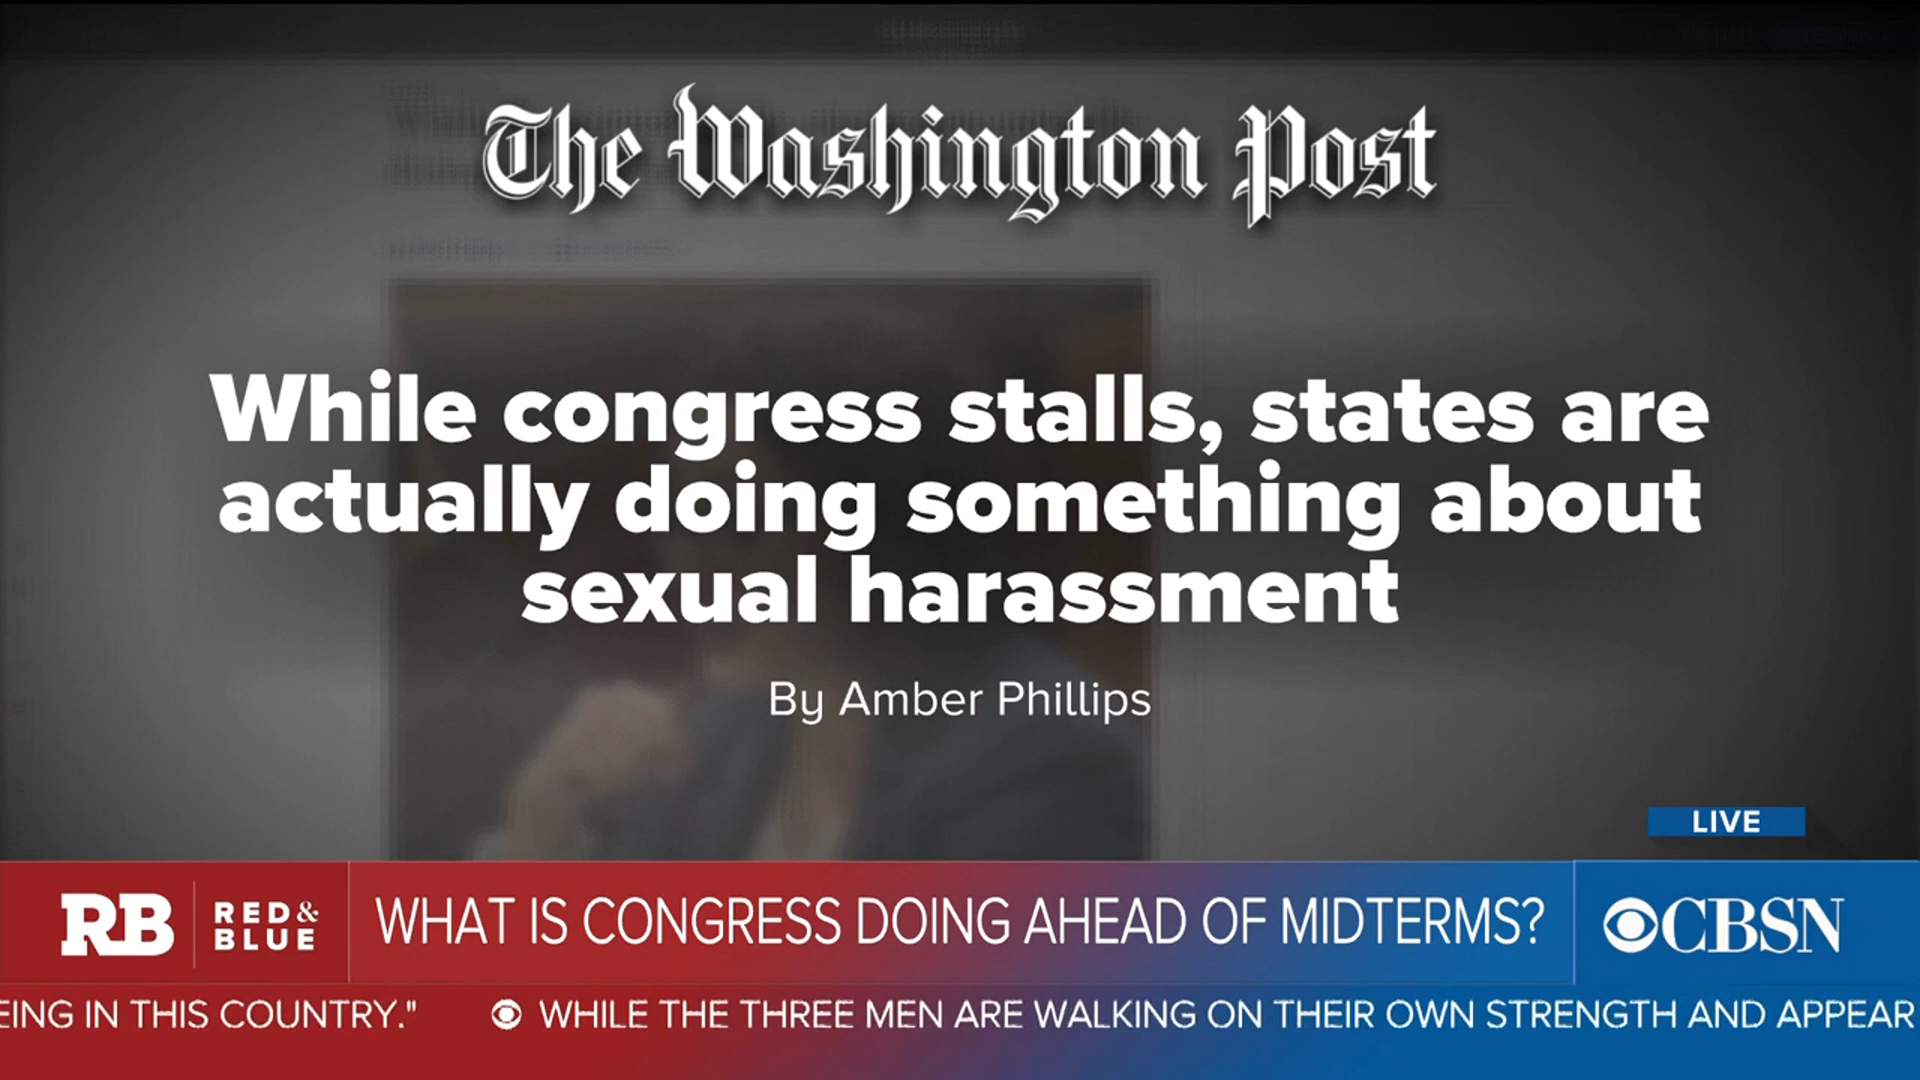 The Washington Post
While congress stalls, states are
actually doing something about
sexual harassment
By Amber Phillips
LIVE
RB RED& BLUE
WHAT IS CONGRESS DOING AHEAD OF MIDTERMS?
CBSN
EING IN THIS COUNTRY." WHILE THE THREE MEN ARE WALKING ON THEIR OWN STRENGTH AND APPEAR